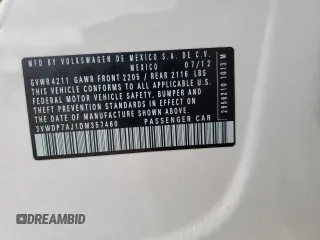 MFD BY VOLKSWAGEN DE MEXICO S.A. DE C.V.
MEXICO 07/12
GVWR 4211 GAWR FRONT 2205 / REAR 2116 LBS
THIS VEHICLE CONFORMS TO ALL APPLICABLE U.S.
FEDERAL MOTOR VEHICLE SAFETY, BUMPER AND
THEFT PREVENTION STANDARDS IN EFFECT ON THE
DATE OF MANUFACTURE SHOWN ABOVE.
3VWDP7AJ1DM357460 PASSENGER CAR
2959210 1013 M
DREAMBID